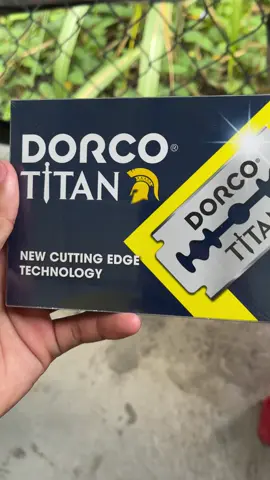 DORCO®
TITAN
NEW CUTTING EDGE
TECHNOLOGY
DORCO®
TITAN